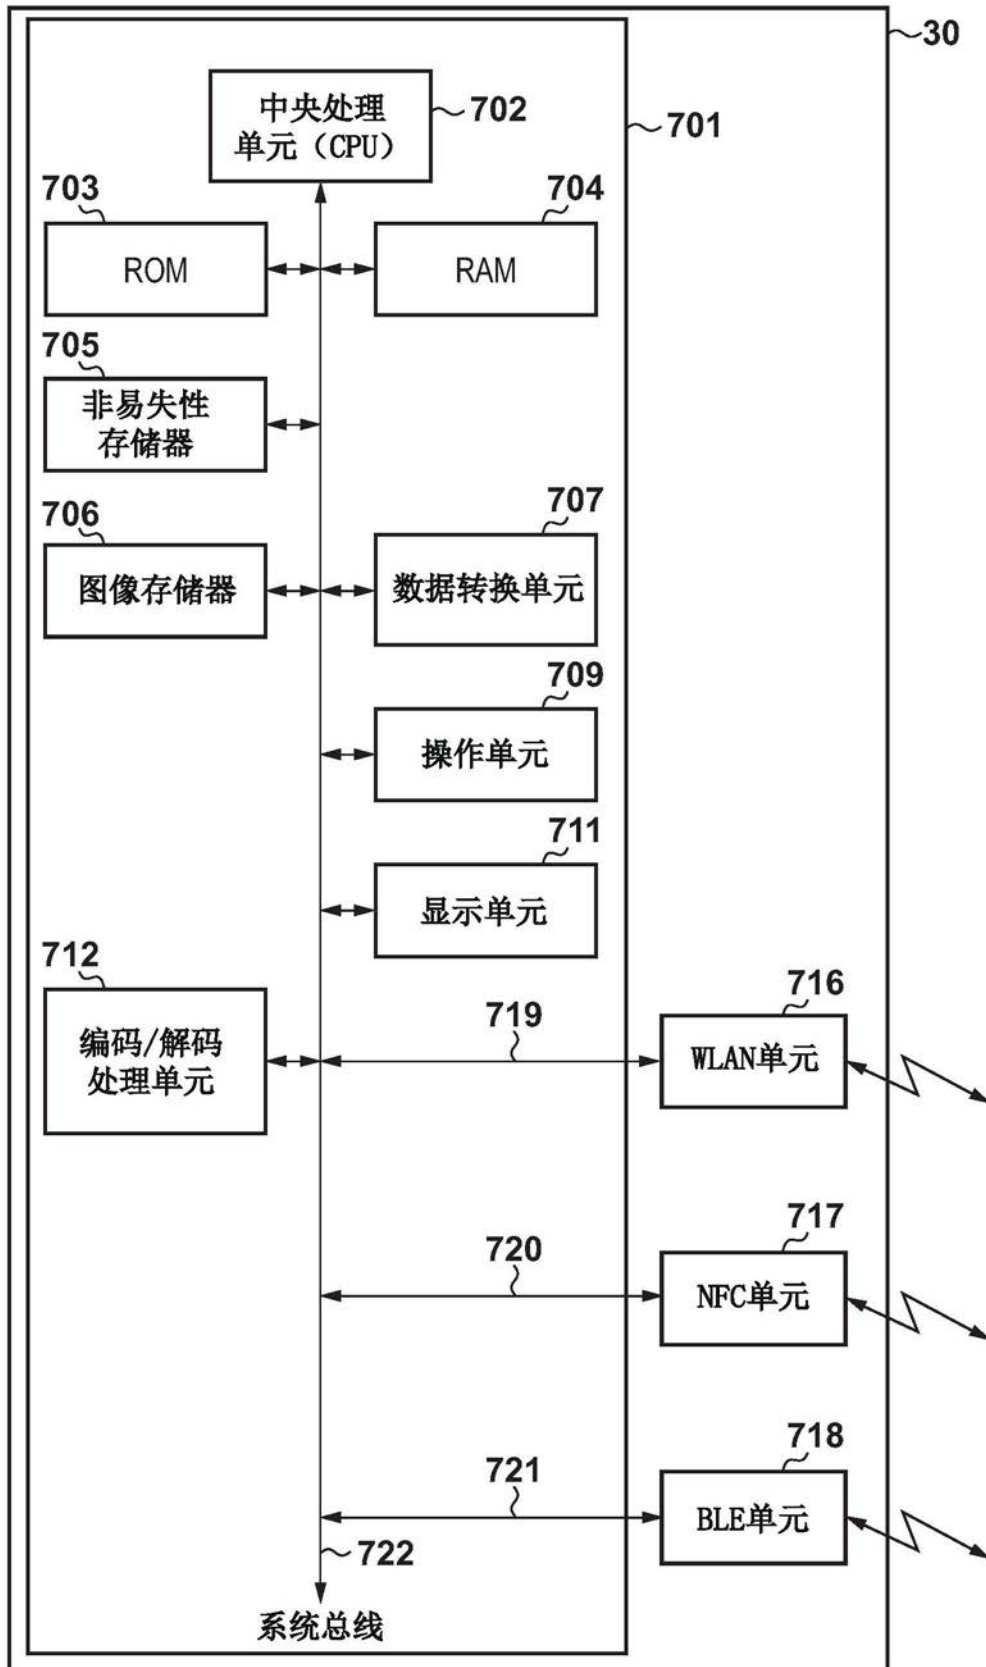 30
中央处理
单元（CPU）
702
701
703
704
ROM
RAM
705
非易失性
存储器
706
707
图像存储器
数据转换单元
709
操作单元
711
显示单元
712
编码/解码
处理单元
719
716
WLAN单元
720
717
NFC单元
721
718
BLE单元
722
系统总线